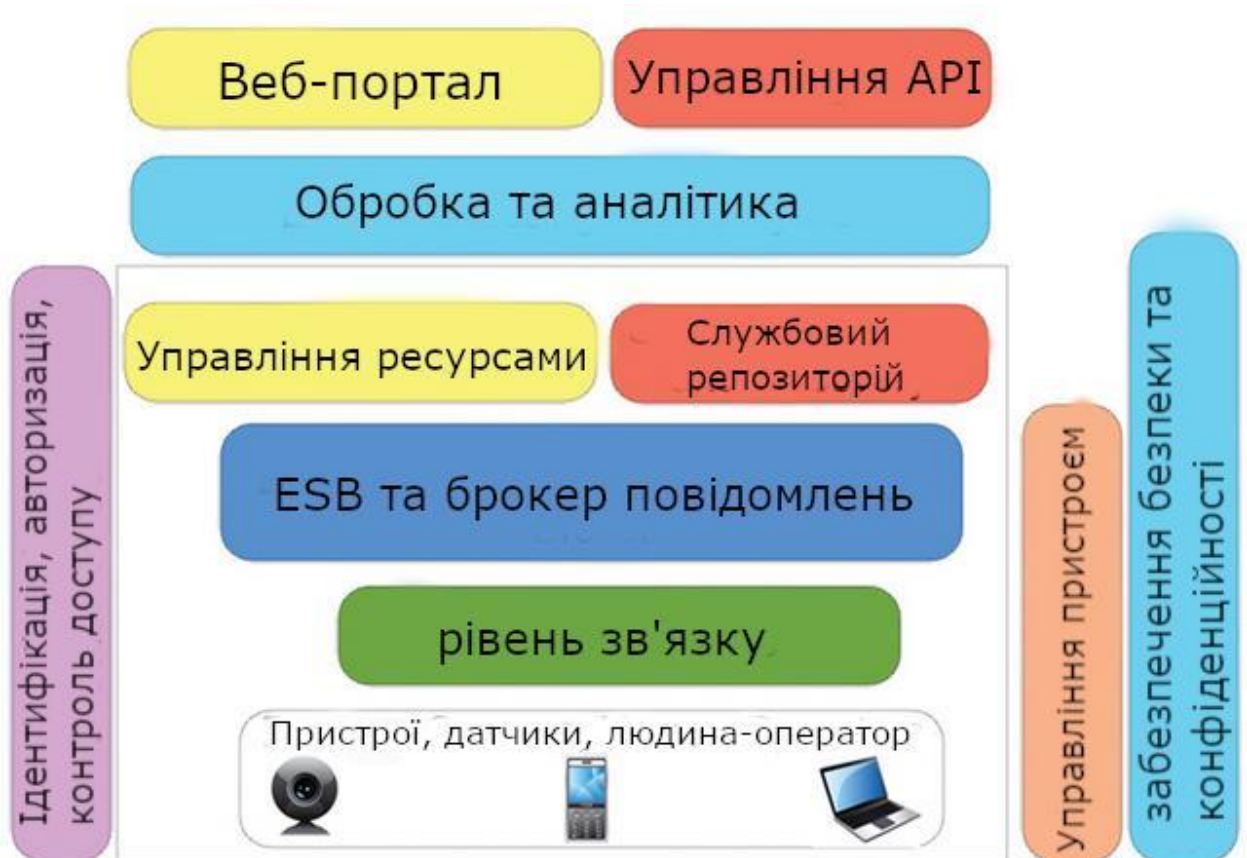 Веб-портал
Управління API
Обробка та аналітика
Управління ресурсами
Службовий
репозиторій
ESB та брокер повідомлень
рівень зв'язку
Пристрої, датчики, людина-оператор
Ідентифікація, авторизація,
контроль доступу
Управління пристроєм
забезпечення безпеки та
конфіденційності